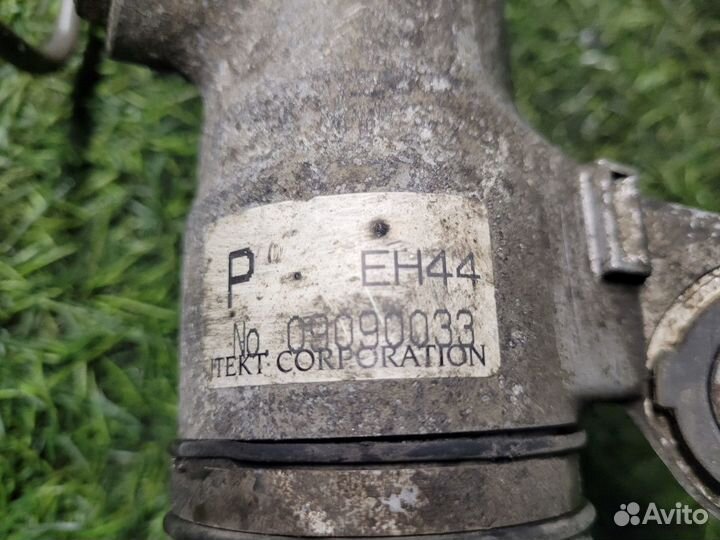 P EH44
No. 09090033
JTEKT CORPORATION
Avito